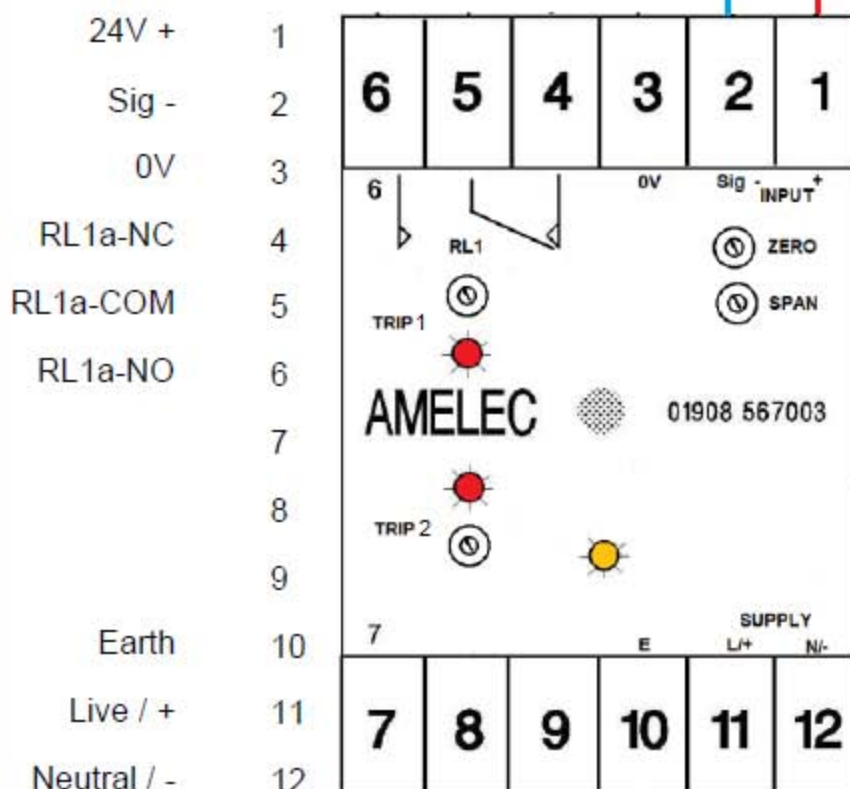 24V + 1
Sig - 2
0V 3
RL1a-NC 4
RL1a-COM 5
RL1a-NO 6
7
8
9
Earth 10
Live / + 11
Neutral / - 12
6 5 4 3 2 1
6 0V Sig - +
INPUT
RL1 ZERO
SPAN
TRIP 1
AMELEC 01908 567003
TRIP 2
SUPPLY
7 E L/+ N/-
7 8 9 10 11 12